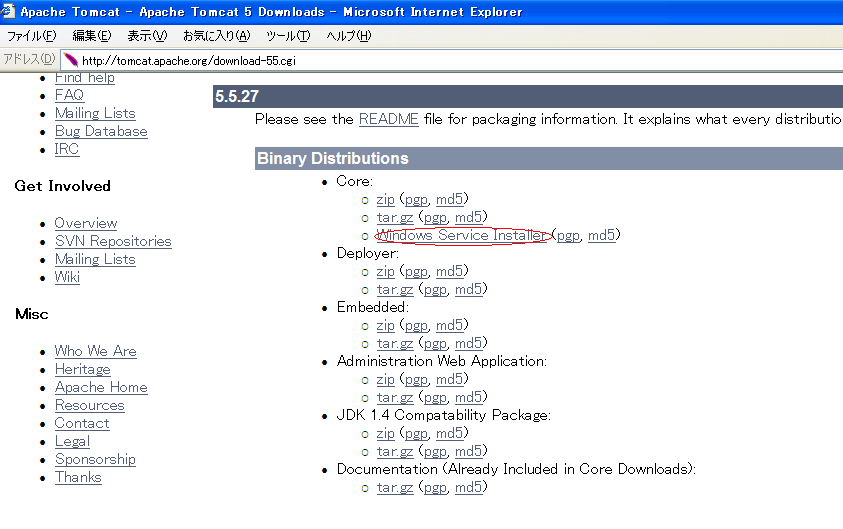 Apache Tomcat - Apache Tomcat 5 Downloads - Microsoft Internet Explorer
ファイル(F) 編集(E) 表示(V) お気に入り(A) ツール(T) ヘルプ(H)
アドレス(D) http://tomcat.apache.org/download-55.cgi
Find help
FAQ
Mailing Lists
Bug Database
IRC
Get Involved
Overview
SVN Repositories
Mailing Lists
Wiki
Misc
Who We Are
Heritage
Apache Home
Resources
Contact
Legal
Sponsorship
Thanks
5.5.27
Please see the README file for packaging information. It explains what every distributio
Binary Distributions
Core:
zip (pgp, md5)
tar.gz (pgp, md5)
Windows Service Installer (pgp, md5)
Deployer:
zip (pgp, md5)
tar.gz (pgp, md5)
Embedded:
zip (pgp, md5)
tar.gz (pgp, md5)
Administration Web Application:
zip (pgp, md5)
tar.gz (pgp, md5)
JDK 1.4 Compatability Package:
zip (pgp, md5)
tar.gz (pgp, md5)
Documentation (Already Included in Core Downloads):
tar.gz (pgp, md5)